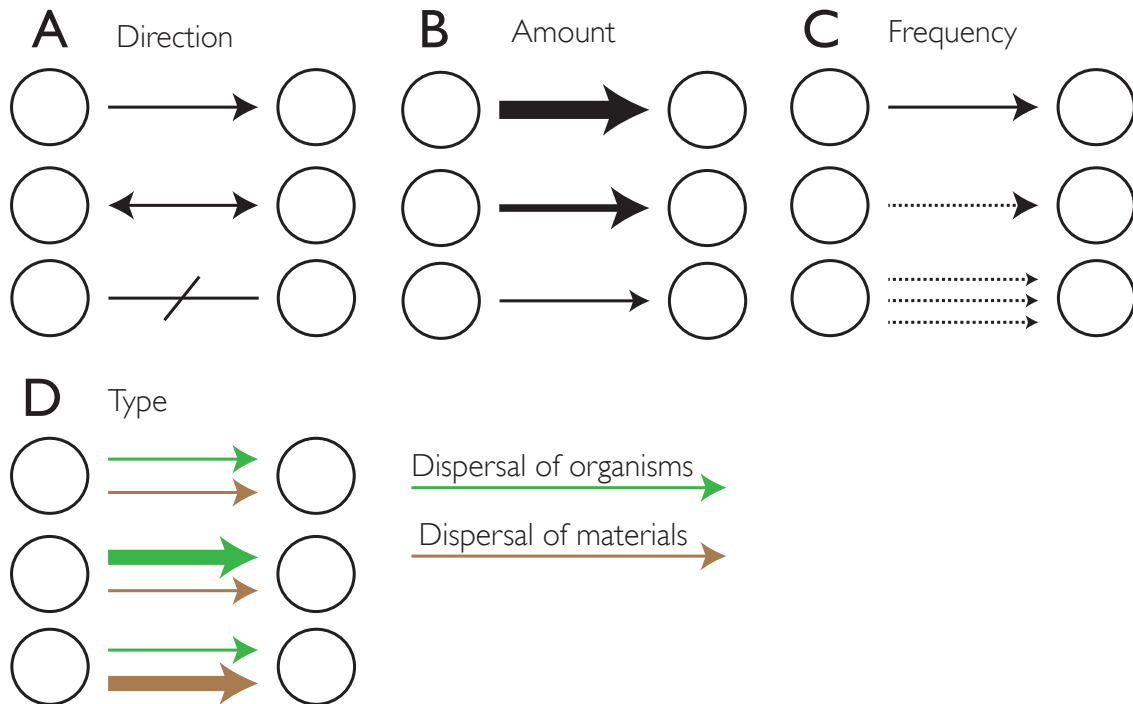 A Direction
B Amount
C Frequency
D Type
Dispersal of organisms
Dispersal of materials